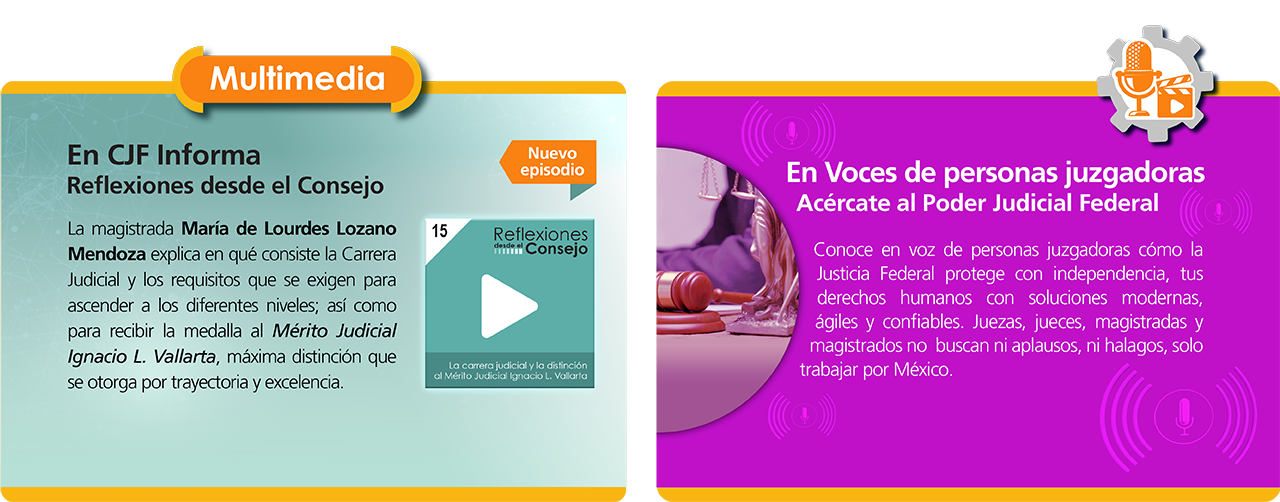 Multimedia
En CJF Informa
Reflexiones desde el Consejo
Nuevo
episodio
La magistrada María de Lourdes Lozano
Mendoza explica en qué consiste la Carrera
Judicial y los requisitos que se exigen para
ascender a los diferentes niveles; así como
para recibir la medalla al Mérito Judicial
Ignacio L. Vallarta, máxima distinción que
se otorga por trayectoria y excelencia.
15
Reflexiones
desde el
Consejo
La carrera judicial y la distinción
al Mérito Judicial Ignacio L. Vallarta
En Voces de personas juzgadoras
Acércate al Poder Judicial Federal
Conoce en voz de personas juzgadoras cómo la
Justicia Federal protege con independencia, tus
derechos humanos con soluciones modernas,
ágiles y confiables. Juezas, jueces, magistradas y
magistrados no buscan ni aplausos, ni halagos, solo
trabajar por México.